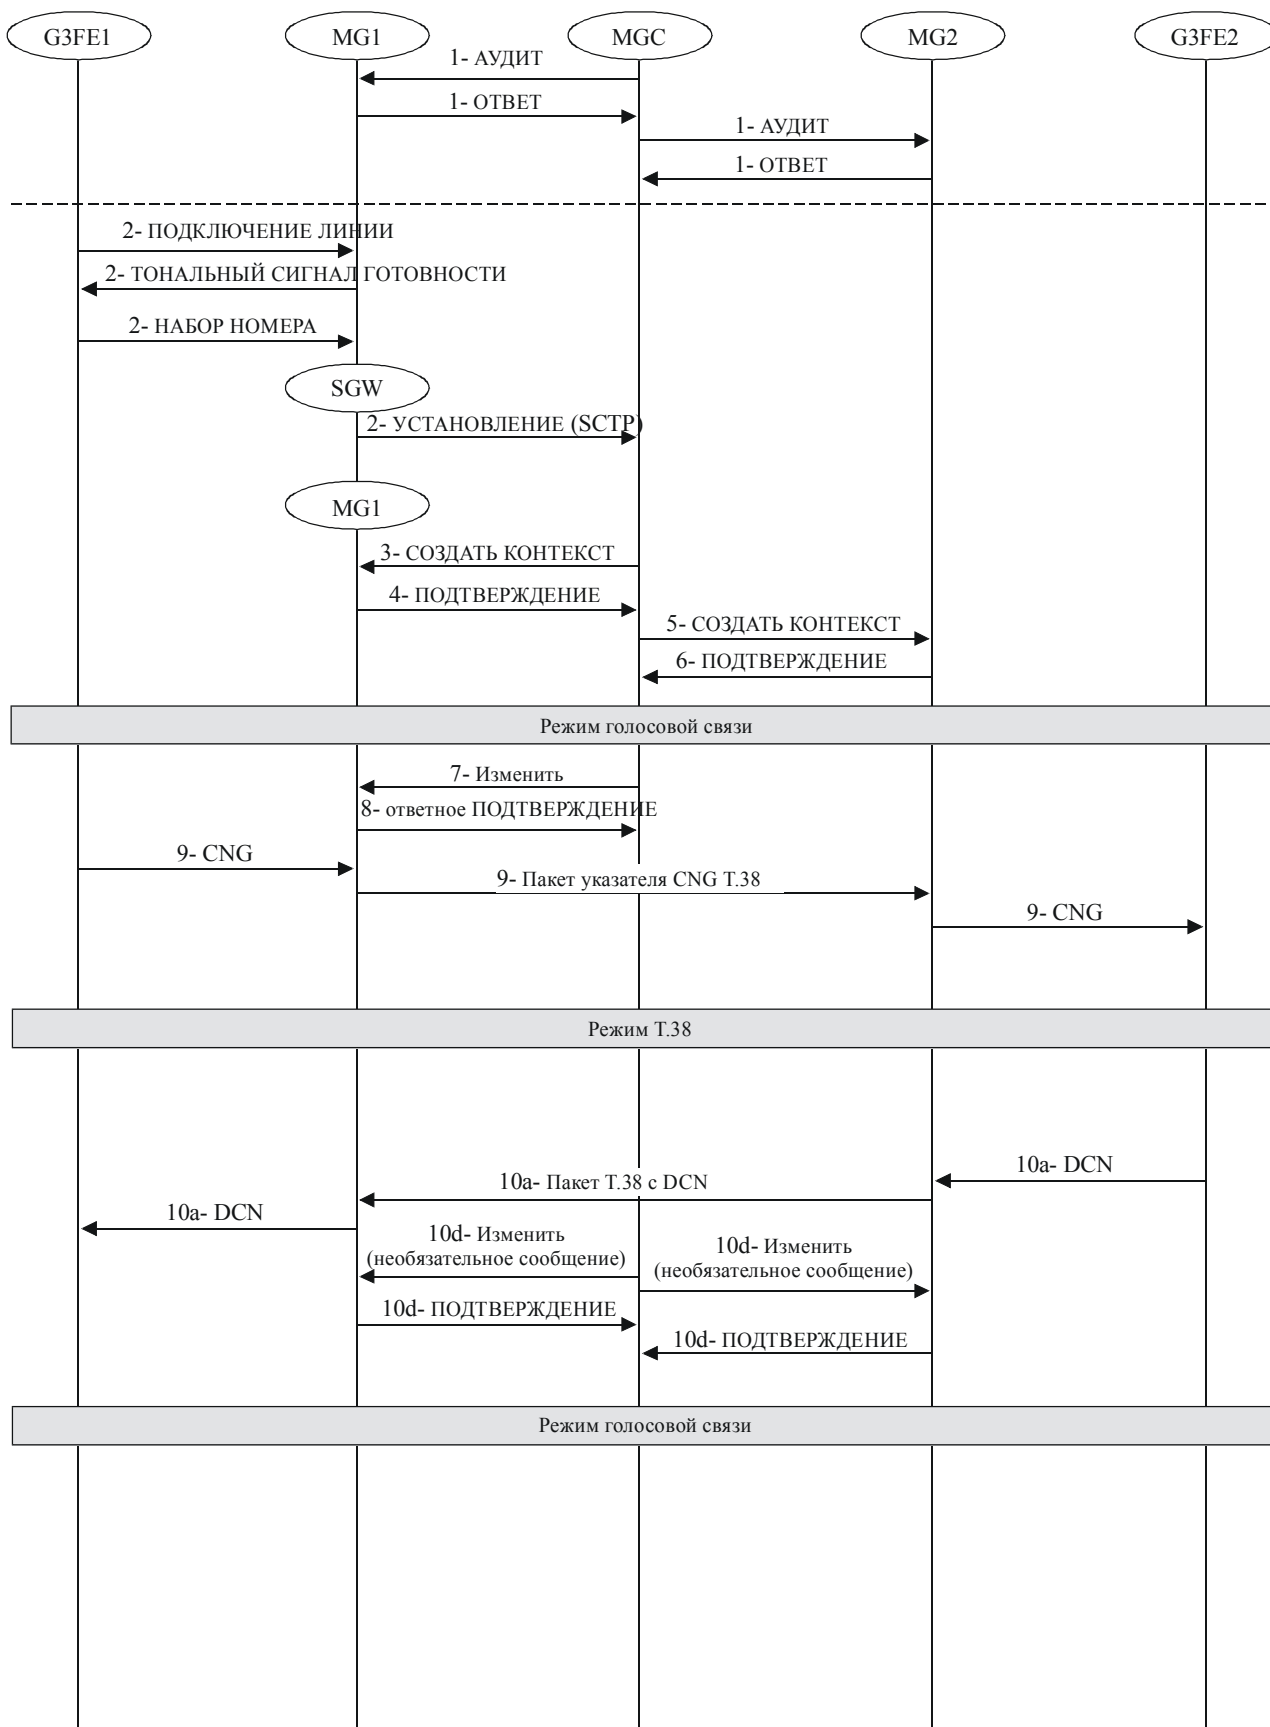 G3FE1 MG1 MGC MG2 G3FE2
1- АУДИТ
1- ОТВЕТ
1- АУДИТ
1- ОТВЕТ
2- ПОДКЛЮЧЕНИЕ ЛИНИИ
2- ТОНАЛЬНЫЙ СИГНАЛ ГОТОВНОСТИ
2- НАБОР НОМЕРА
SGW
2- УСТАНОВЛЕНИЕ (SCTP)
MG1
3- СОЗДАТЬ КОНТЕКСТ
4- ПОДТВЕРЖДЕНИЕ
5- СОЗДАТЬ КОНТЕКСТ
6- ПОДТВЕРЖДЕНИЕ
Режим голосовой связи
7- Изменить
8- ответное ПОДТВЕРЖДЕНИЕ
9- CNG
9- Пакет указателя CNG T.38
9- CNG
Режим T.38
10a- DCN
10a- Пакет T.38 с DCN
10a- DCN
10d- Изменить
(необязательное сообщение)
10d- Изменить
(необязательное сообщение)
10d- ПОДТВЕРЖДЕНИЕ
10d- ПОДТВЕРЖДЕНИЕ
Режим голосовой связи